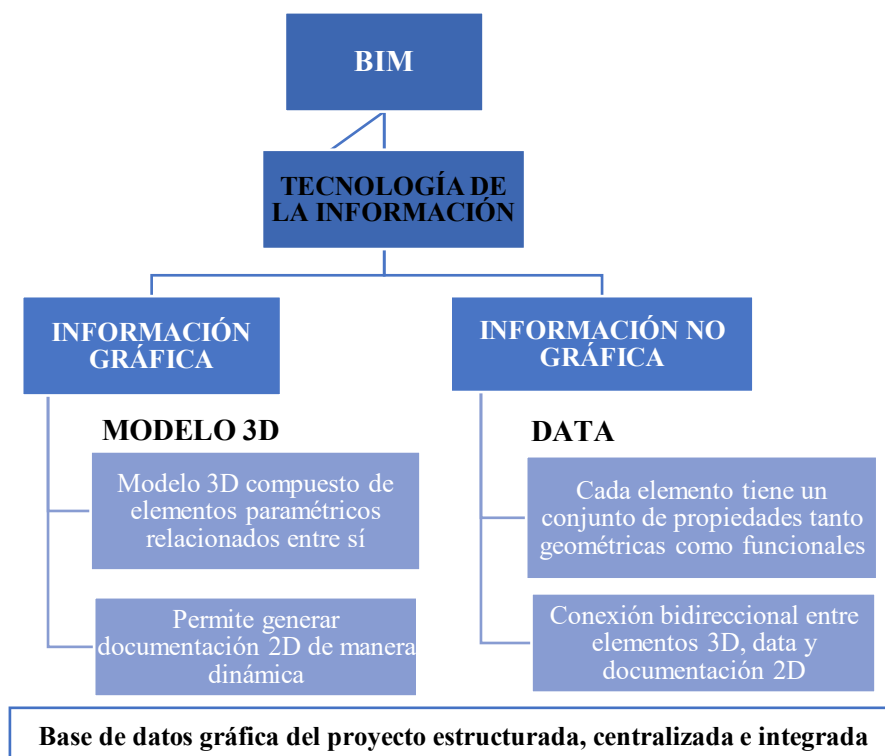 BIM
TECNOLOGÍA DE
LA INFORMACIÓN
INFORMACIÓN
GRÁFICA
MODELO 3D
Modelo 3D compuesto de
elementos paramétricos
relacionados entre sí
Permite generar
documentación 2D de manera
dinámica
INFORMACIÓN NO
GRÁFICA
DATA
Cada elemento tiene un
conjunto de propiedades tanto
geométricas como funcionales
Conexión bidireccional entre
elementos 3D, data y
documentación 2D
Base de datos gráfica del proyecto estructurada, centralizada e integrada